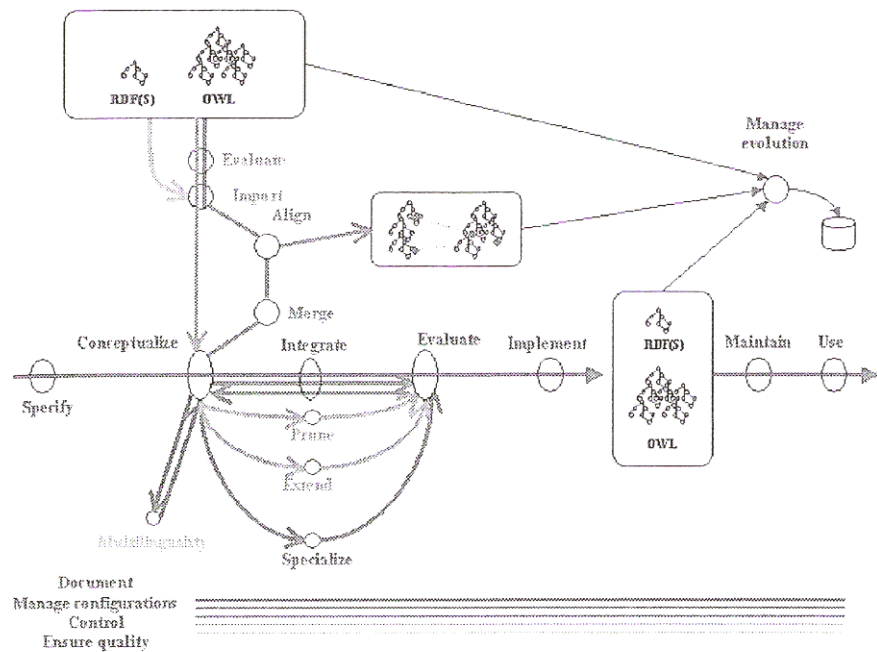 RDF(S)
OWL
Evaluate
Import
Align
Manage
evolution
Merge
Conceptualize
Integrate
Evaluate
Implement
RDF(S)
Maintain
Use
Specify
Prune
OWL
Extend
Multilinguality
Specialize
Document
Manage configurations
Control
Ensure quality